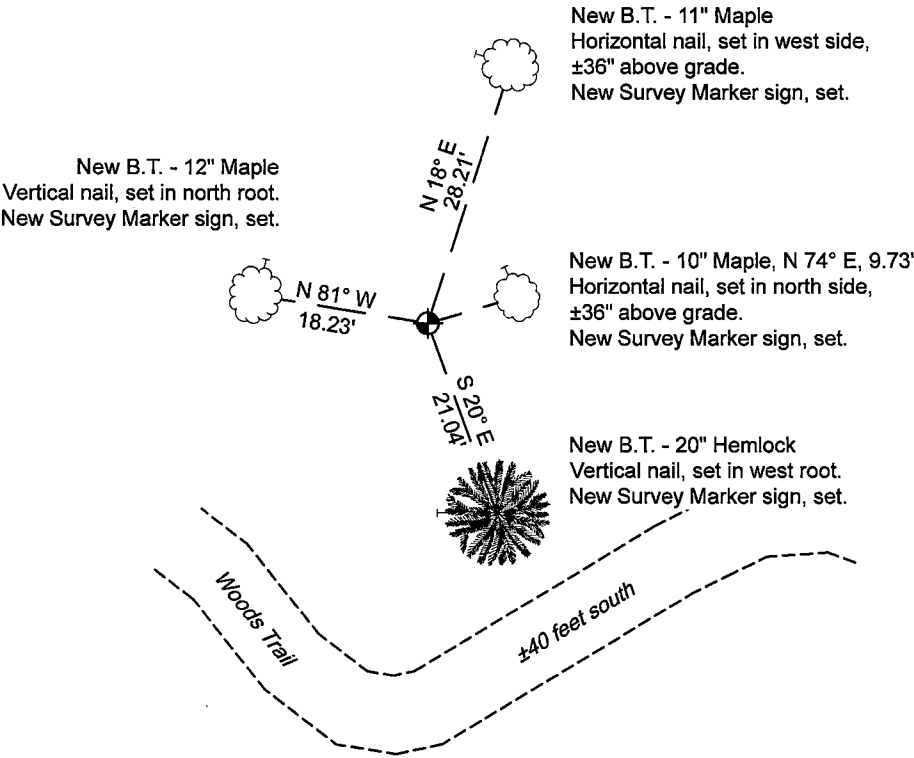 New B.T. - 11" Maple
Horizontal nail, set in west side,
±36" above grade.
New Survey Marker sign, set.
New B.T. - 12" Maple
Vertical nail, set in north root.
New Survey Marker sign, set.
N 18° E
28.21'
N 81° W
18.23'
New B.T. - 10" Maple, N 74° E, 9.73'
Horizontal nail, set in north side,
±36" above grade.
New Survey Marker sign, set.
S 20° E
21.04'
New B.T. - 20" Hemlock
Vertical nail, set in west root.
New Survey Marker sign, set.
Woods Trail
±40 feet south